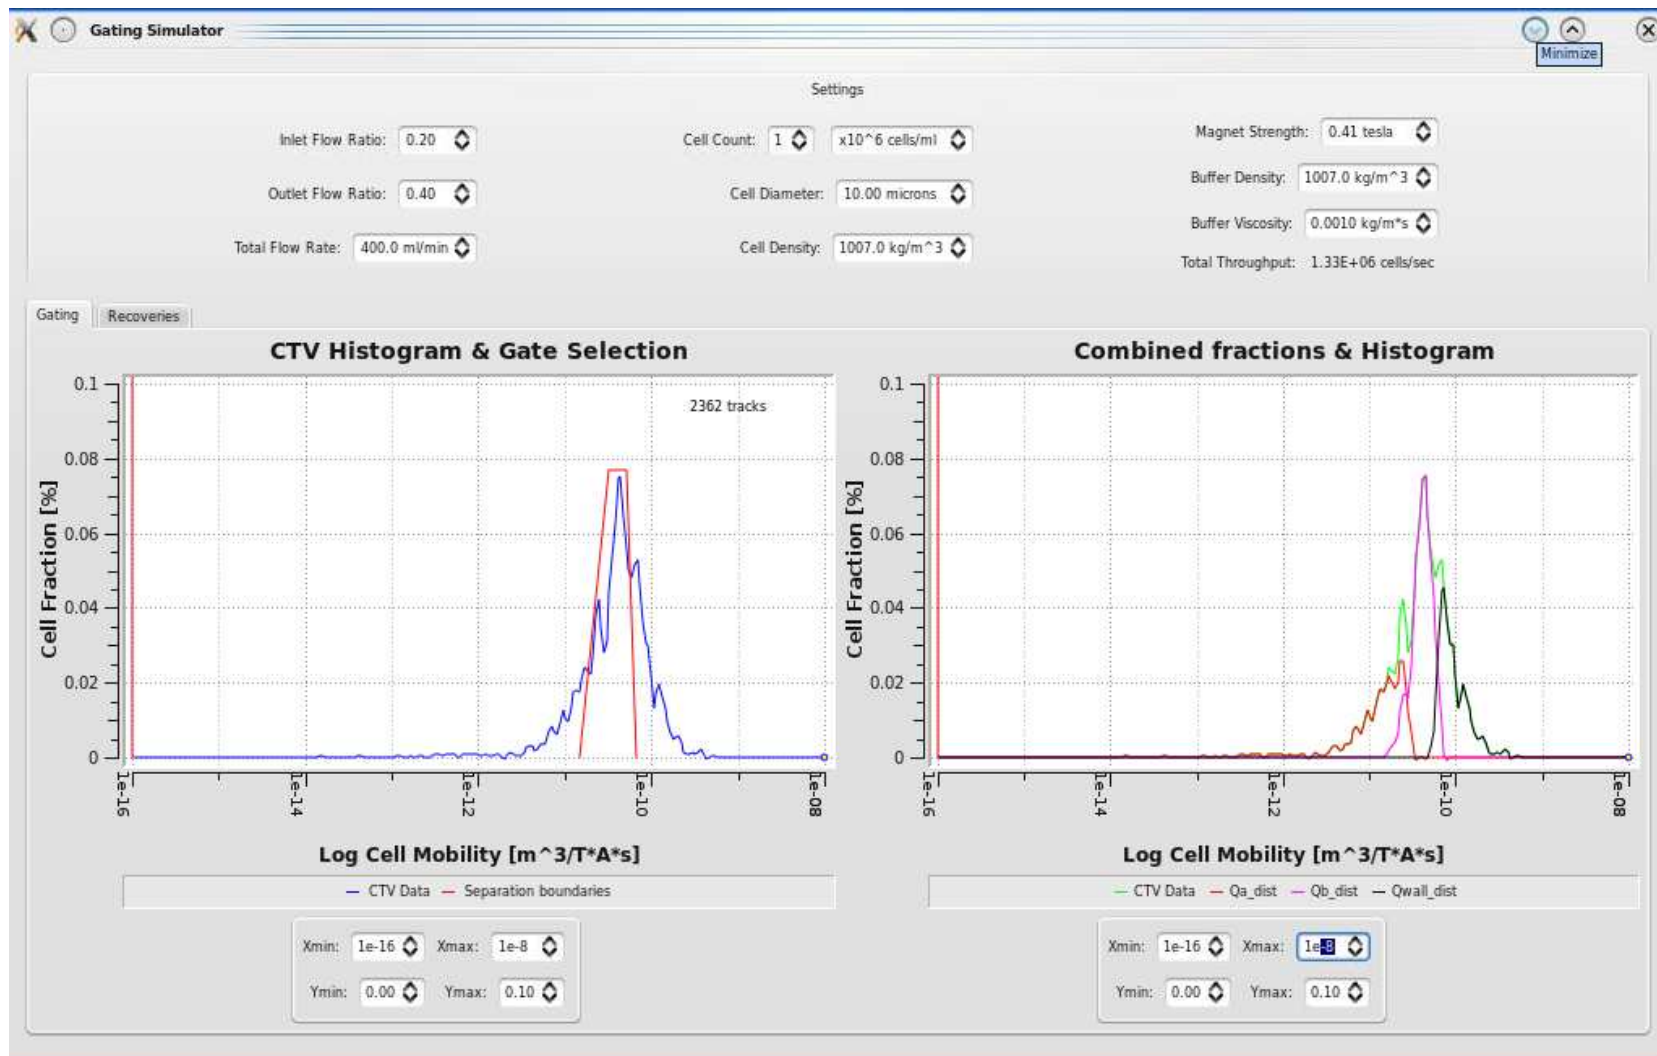 Gating Simulator
Minimize
Settings
Inlet Flow Ratio: 0.20
Outlet Flow Ratio: 0.40
Total Flow Rate: 400.0 ml/min
Cell Count: 1 x10^6 cells/ml
Cell Diameter: 10.00 microns
Cell Density: 1007.0 kg/m^3
Magnet Strength: 0.41 tesla
Buffer Density: 1007.0 kg/m^3
Buffer Viscosity: 0.0010 kg/m*s
Total Throughput: 1.33E+06 cells/sec
Gating Recoveries
CTV Histogram & Gate Selection
2362 tracks
Cell Fraction [%]
0.1
0.08
0.06
0.04
0.02
0
1e-16 1e-14 1e-12 1e-10 1e-08
Log Cell Mobility [m^3/T*A*s]
CTV Data Separation boundaries
Xmin: 1e-16 Xmax: 1e-8
Ymin: 0.00 Ymax: 0.10
Combined fractions & Histogram
Cell Fraction [%]
0.1
0.08
0.06
0.04
0.02
0
1e-16 1e-14 1e-12 1e-10 1e-08
Log Cell Mobility [m^3/T*A*s]
CTV Data Qa_dist Qb_dist Qwall_dist
Xmin: 1e-16 Xmax: 1e-8
Ymin: 0.00 Ymax: 0.10